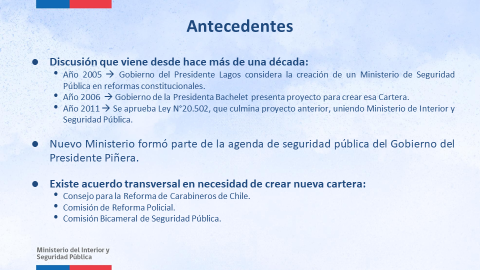 Antecedentes
● Discusión que viene desde hace más de una década:
• Año 2005 → Gobierno del Presidente Lagos considera la creación de un Ministerio de Seguridad
Pública en reformas constitucionales.
• Año 2006 → Gobierno de la Presidenta Bachelet presenta proyecto para crear esa Cartera.
• Año 2011 → Se aprueba Ley N°20.502, que culmina proyecto anterior, uniendo Ministerio de Interior y
Seguridad Pública.
● Nuevo Ministerio formó parte de la agenda de seguridad pública del Gobierno del
Presidente Piñera.
● Existe acuerdo transversal en necesidad de crear nueva cartera:
• Consejo para la Reforma de Carabineros de Chile.
• Comisión de Reforma Policial.
• Comisión Bicameral de Seguridad Pública.
Ministerio del Interior y
Seguridad Pública